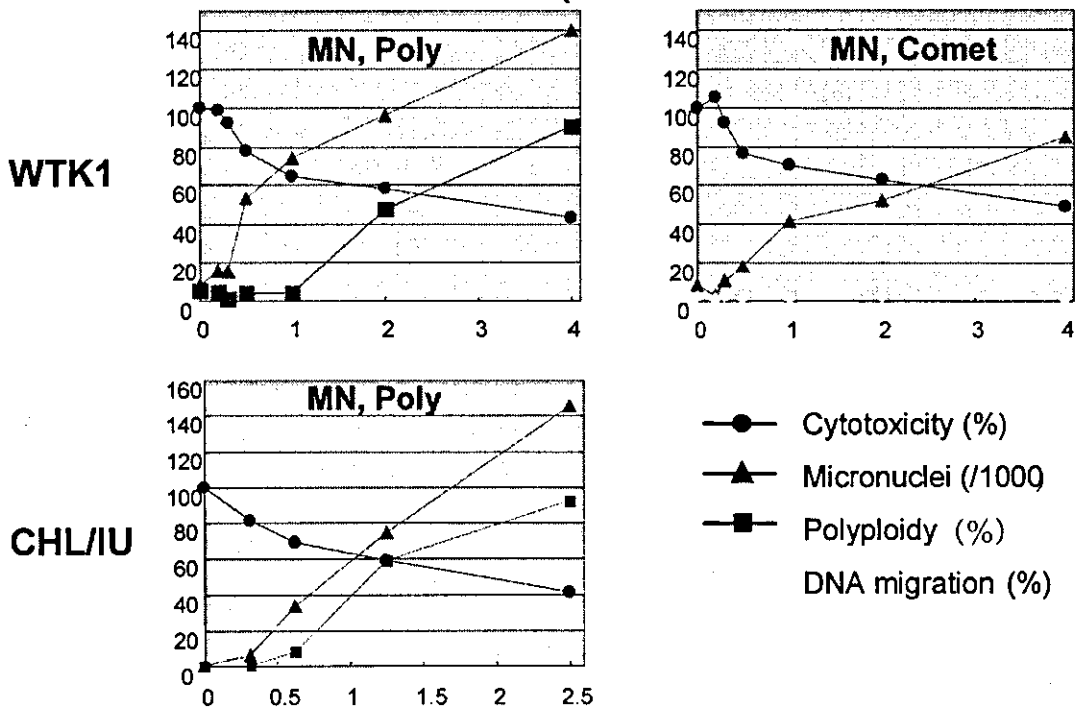 (
MN, Poly
140
120
100
80
60
40
20
0
0 1 2 3 4
MN, Comet
140
120
100
80
60
40
20
0
0 1 2 3 4
WTK1
MN, Poly
160
140
120
100
80
60
40
20
0
0 0.5 1 1.5 2 2.5
CHL/IU
Cytotoxicity (%)
Micronuclei (/1000)
Polyploidy (%)
DNA migration (%)